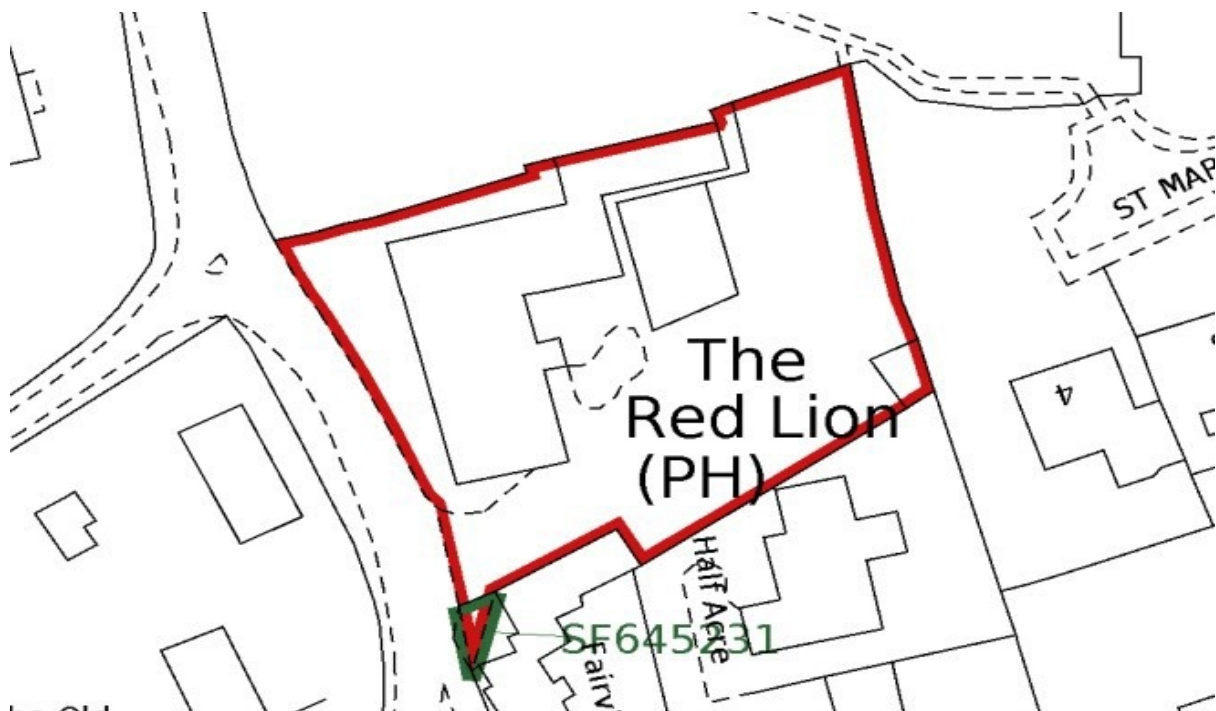 ST MAR
The
Red Lion
(PH)
4
Half Acre
SF645231
Fairv